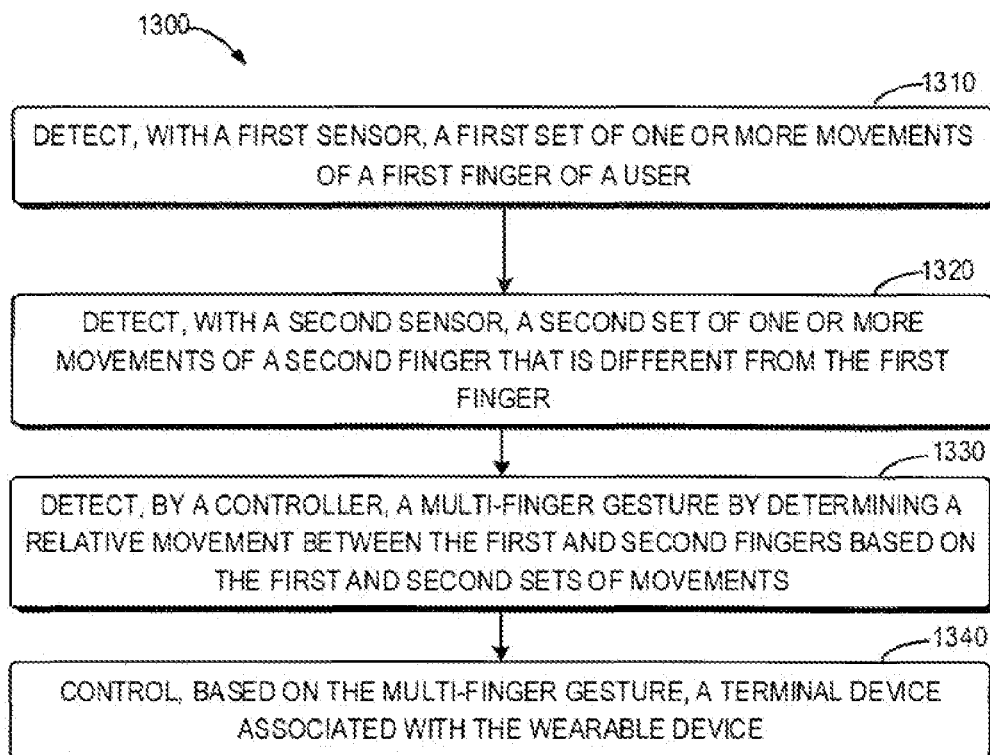 1300
1310
DETECT, WITH A FIRST SENSOR, A FIRST SET OF ONE OR MORE MOVEMENTS
OF A FIRST FINGER OF A USER
1320
DETECT, WITH A SECOND SENSOR, A SECOND SET OF ONE OR MORE
MOVEMENTS OF A SECOND FINGER THAT IS DIFFERENT FROM THE FIRST
FINGER
1330
DETECT, BY A CONTROLLER, A MULTI-FINGER GESTURE BY DETERMINING A
RELATIVE MOVEMENT BETWEEN THE FIRST AND SECOND FINGERS BASED ON
THE FIRST AND SECOND SETS OF MOVEMENTS
1340
CONTROL, BASED ON THE MULTI-FINGER GESTURE, A TERMINAL DEVICE
ASSOCIATED WITH THE WEARABLE DEVICE